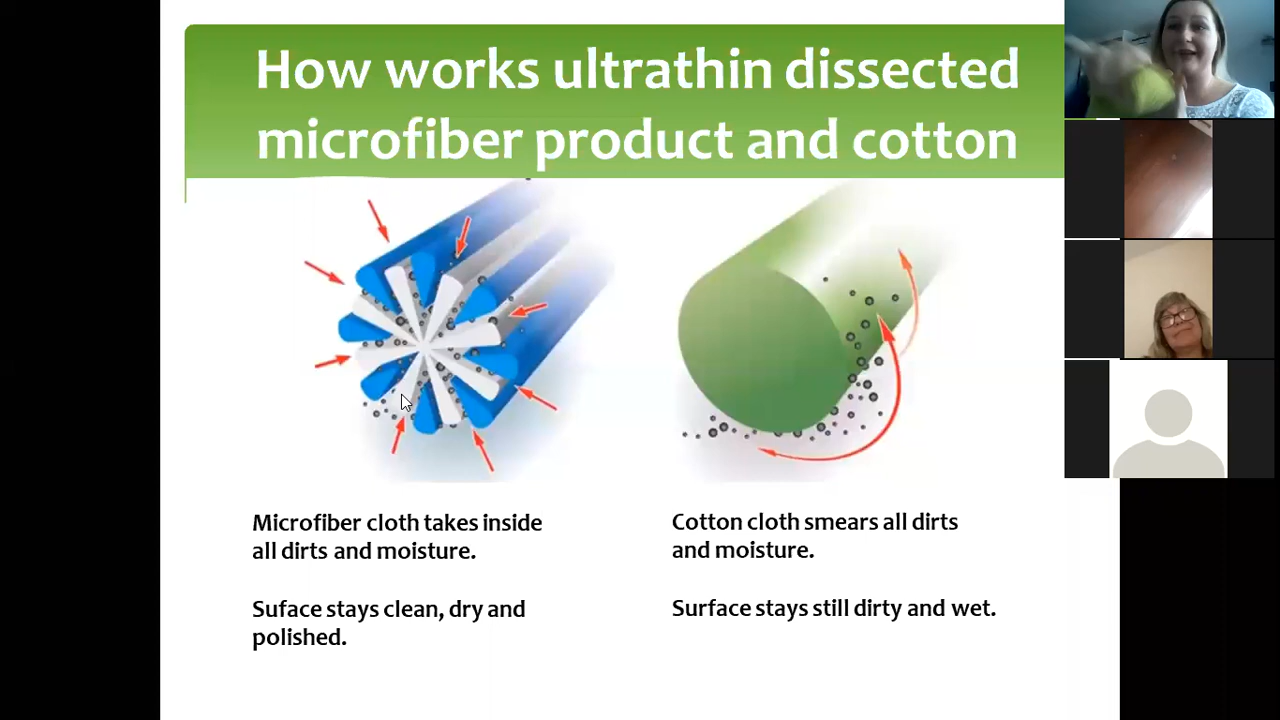 How works ultrathin dissected
microfiber product and cotton
Microfiber cloth takes inside
all dirts and moisture.
Suface stays clean, dry and
polished.
Cotton cloth smears all dirts
and moisture.
Surface stays still dirty and wet.